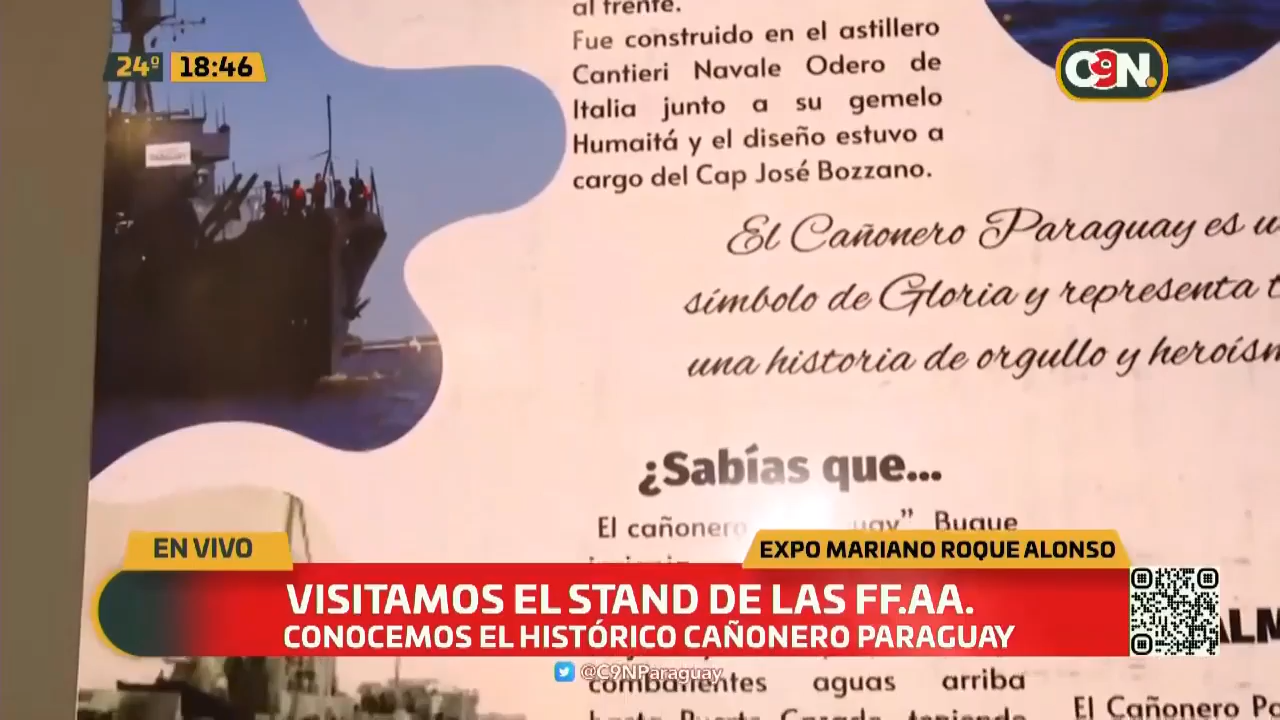 24º 18:46
C9N.
al frente.
Fue construido en el astillero
Cantieri Navale Odero de
Italia junto a su gemelo
Humaitá y el diseño estuvo a
cargo del Cap José Bozzano.
El Cañonero Paraguay es
símbolo de Gloria y representa
una historia de orgullo y
¿Sabías que...
El cañonero Buque
EN VIVO
EXPO MARIANO ROQUE ALONSO
VISITAMOS EL STAND DE LAS FF.AA.
CONOCEMOS EL HISTÓRICO CAÑONERO PARAGUAY
@C9NParaguay
combatientes aguas arriba
El Cañonero